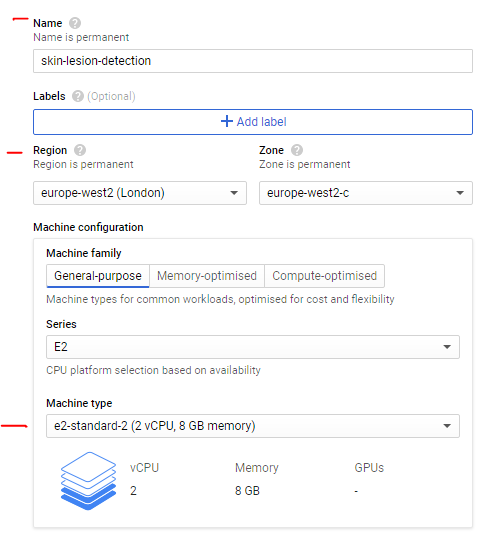 Name
Name is permanent
skin-lesion-detection
Labels (Optional)
+ Add label
Region
Region is permanent
Zone
Zone is permanent
europe-west2 (London)
europe-west2-c
Machine configuration
Machine family
General-purpose
Memory-optimised
Compute-optimised
Machine types for common workloads, optimised for cost and flexibility
Series
E2
CPU platform selection based on availability
Machine type
e2-standard-2 (2 vCPU, 8 GB memory)
vCPU
Memory
GPUs
2
8 GB
-